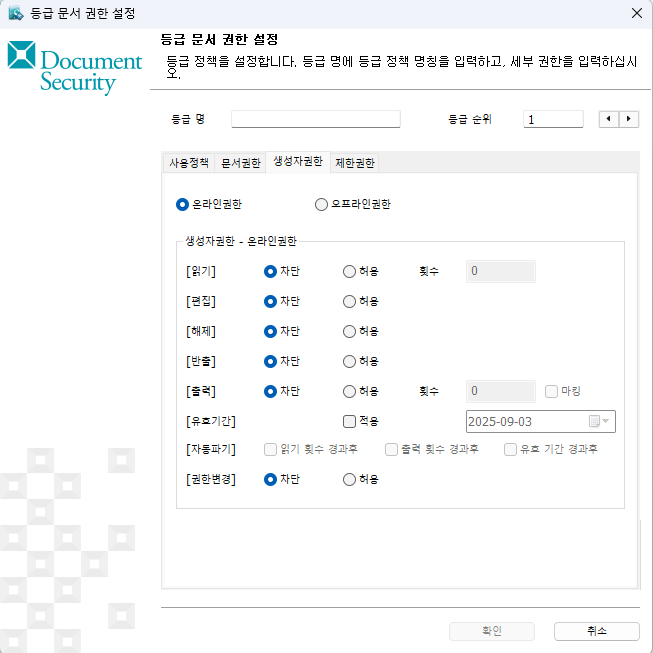 등급 문서 권한 설정
Document
Security
등급 문서 권한 설정
등급 정책을 설정합니다. 등급 명에 등급 정책 명칭을 입력하고, 세부 권한을 입력하십시
오.
등급 명 등급 순위 1
사용정책 문서권한 생성자권한 제한권한
온라인권한 오프라인권한
생성자권한 - 온라인권한
[읽기] 차단 허용 횟수 0
[편집] 차단 허용
[해제] 차단 허용
[반출] 차단 허용
[출력] 차단 허용 횟수 0 마킹
[유효기간] 적용 2025-09-03
[자동파기] 읽기 횟수 경과후 출력 횟수 경과후 유효 기간 경과후
[권한변경] 차단 허용
확인 취소